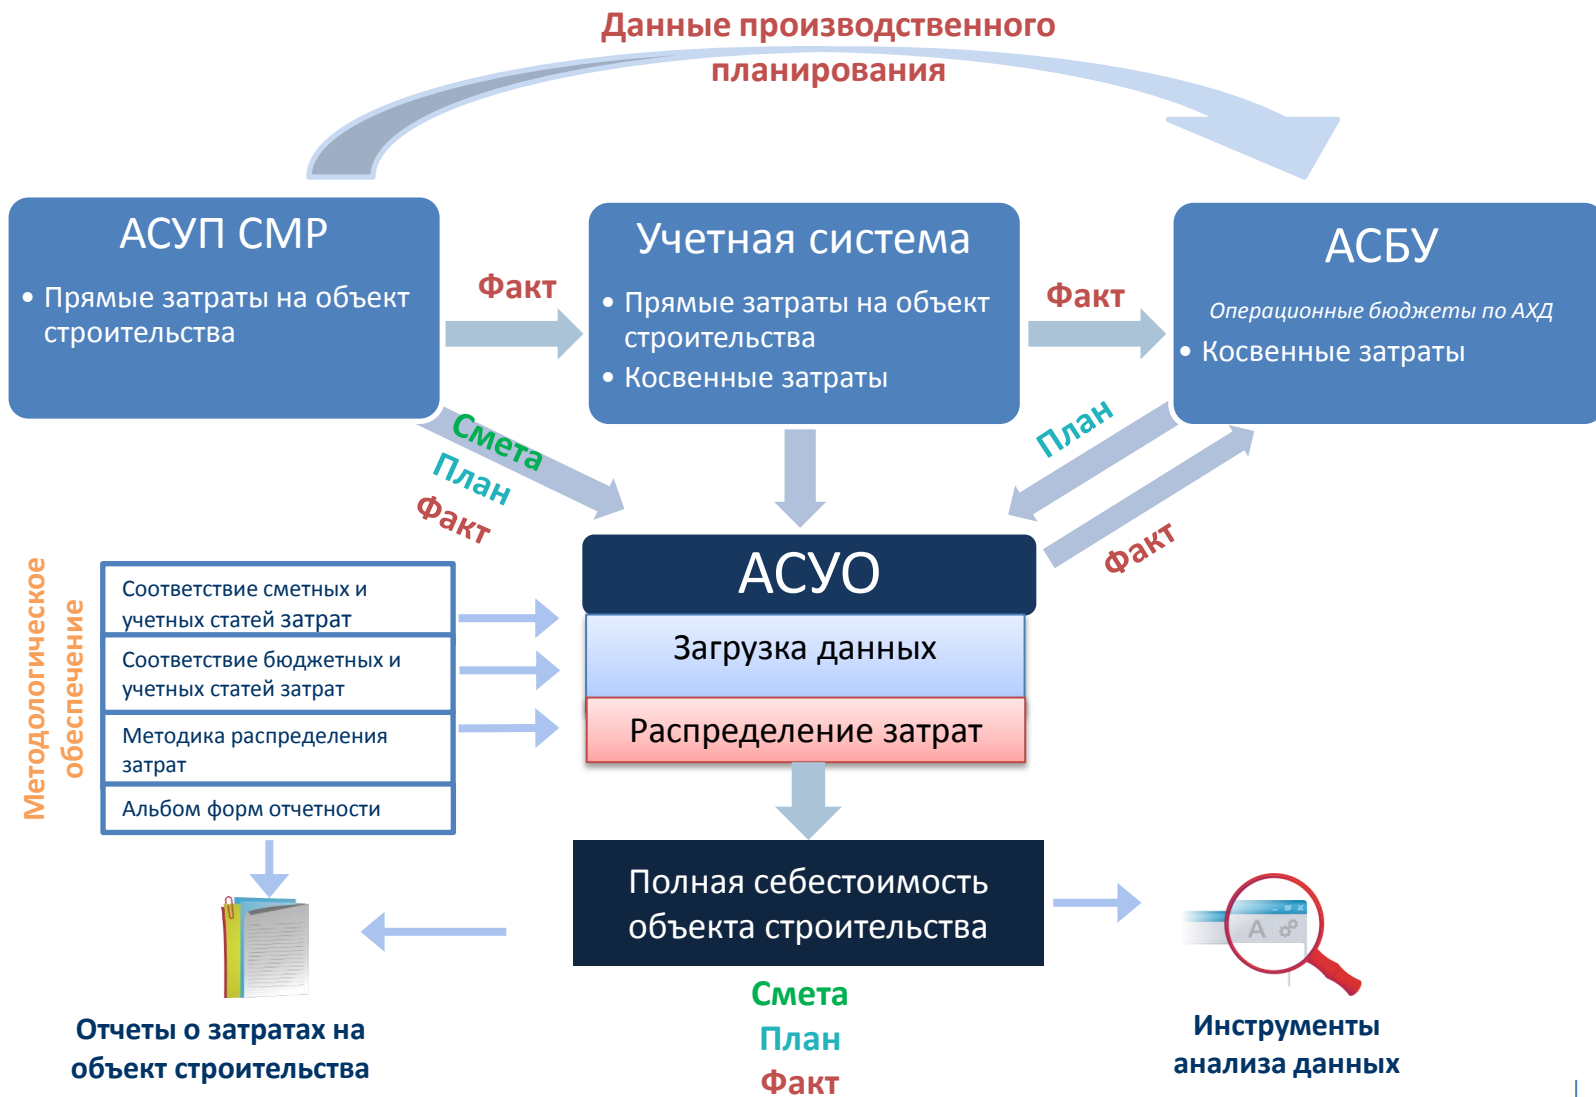 Данные производственного
планирования
АСУП СМР
• Прямые затраты на объект
строительства
Факт
Учетная система
• Прямые затраты на объект
строительства
• Косвенные затраты
Факт
АСБУ
Операционные бюджеты по АХД
• Косвенные затраты
Смета
План
Факт
План
Факт
АСУО
Загрузка данных
Распределение затрат
Методологическое
обеспечение
Соответствие сметных и
учетных статей затрат
Соответствие бюджетных и
учетных статей затрат
Методика распределения
затрат
Альбом форм отчетности
Полная себестоимость
объекта строительства
Смета
План
Факт
Отчеты о затратах на
объект строительства
A
Инструменты
анализа данных